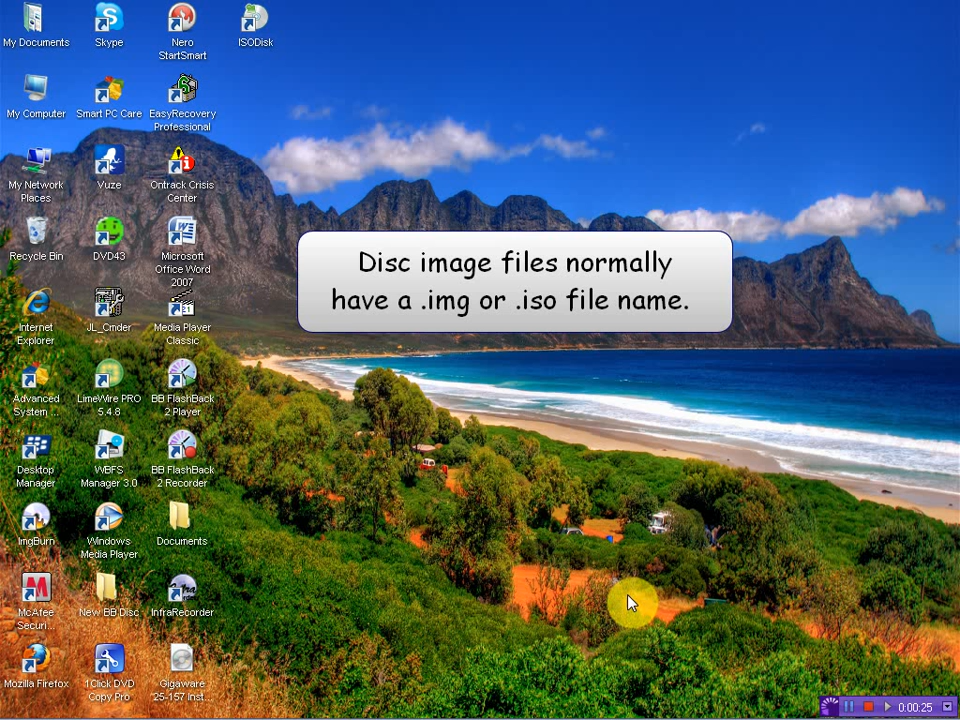 My Documents
Skype
Nero
StartSmart
ISODisk
My Computer
Smart PC Care
EasyRecovery
Professional
My Network
Places
Vuze
Ontrack Crisis
Center
Recycle Bin
DVD43
Microsoft
Office Word
2007
Internet
Explorer
JL_Cmder
Media Player
Classic
Advanced
System ...
LimeWire PRO
5.4.8
BB FlashBack
2 Player
Desktop
Manager
WBFS
Manager 3.0
BB FlashBack
2 Recorder
ImgBurn
Windows
Media Player
Documents
McAfee
Securi...
New BB Disc
InfraRecorder
Mozilla Firefox
1Click DVD
Copy Pro
Gigaware
25-157 Inst...
Disc image files normally
have a .img or .iso file name.
0:00:25